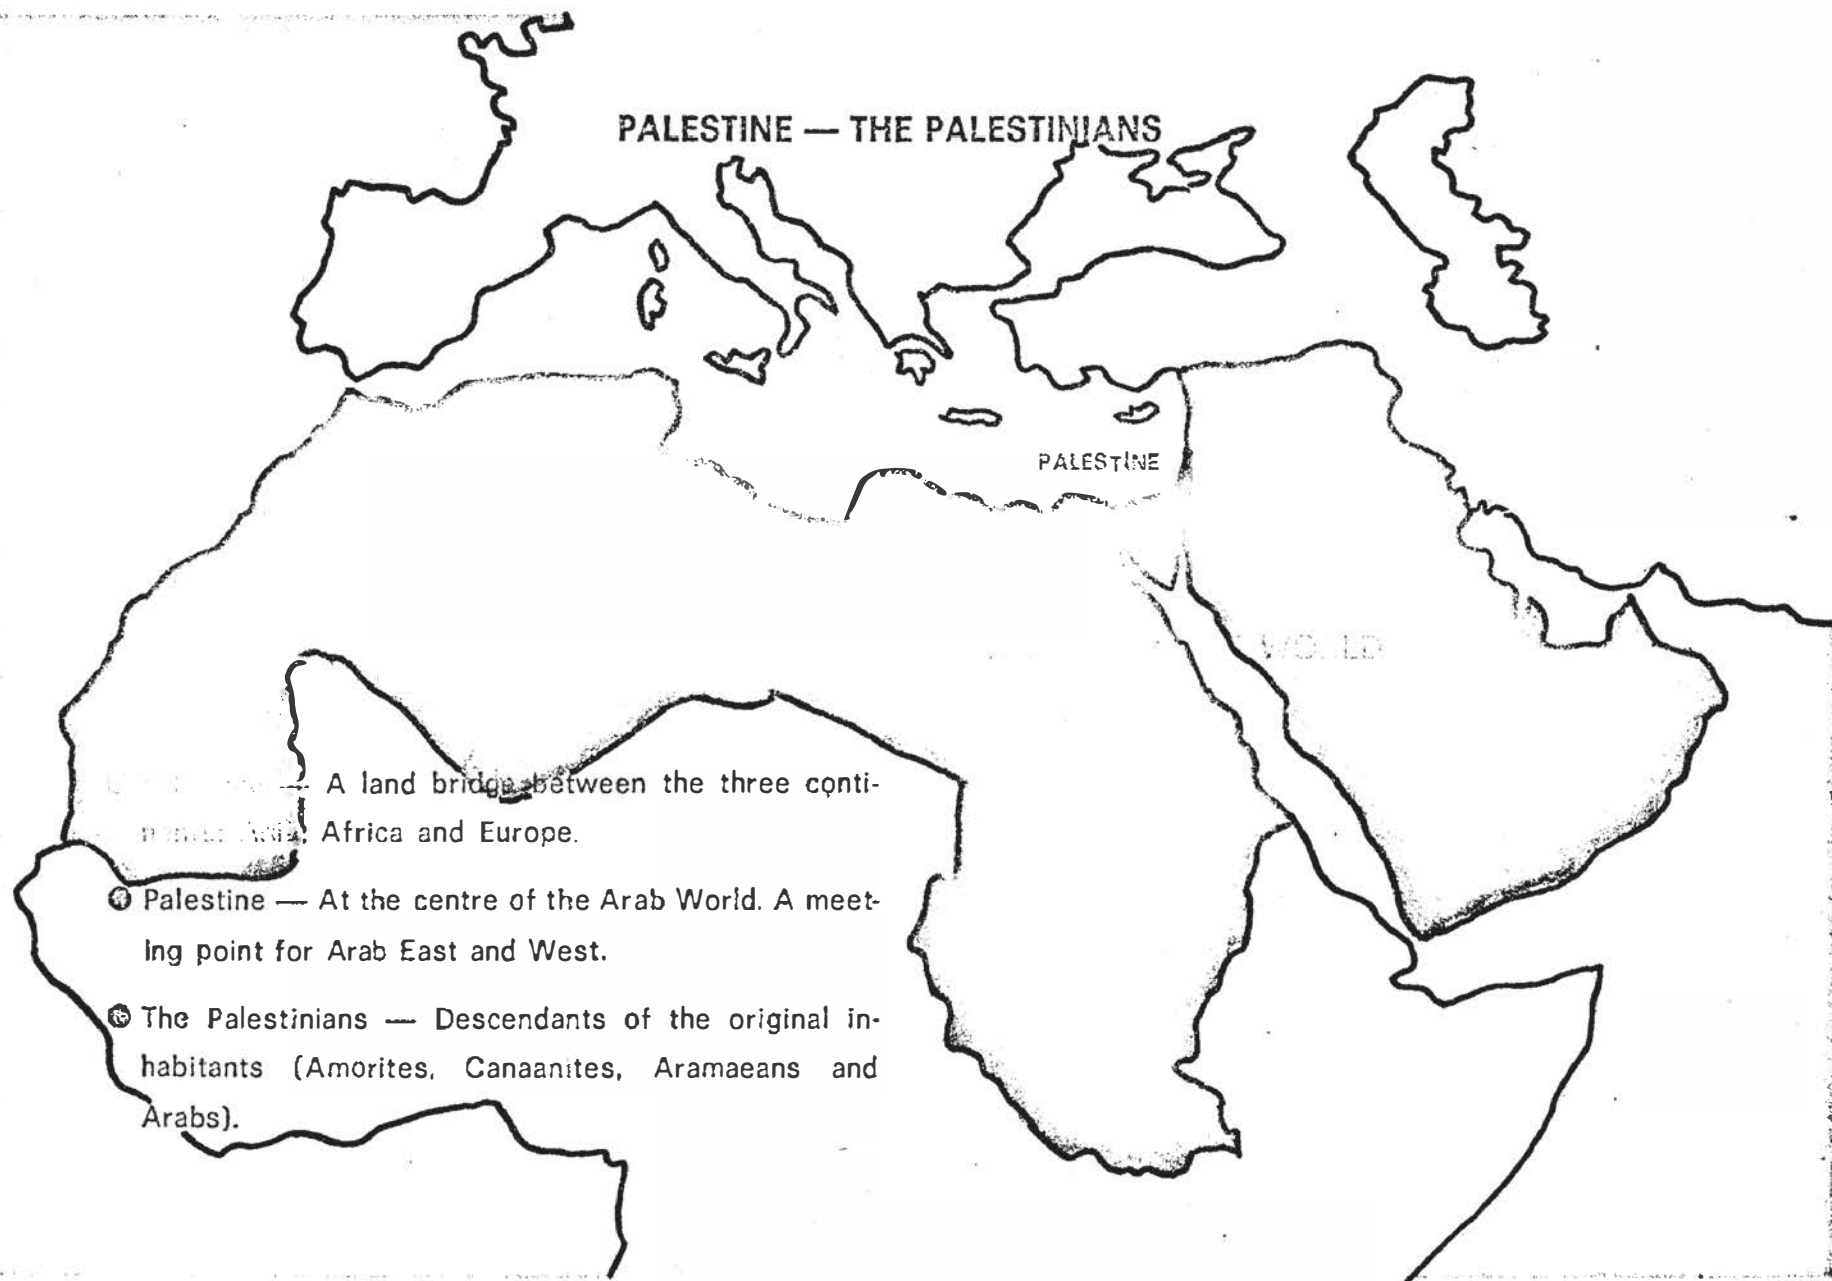 PALESTINE — THE PALESTINIANS
PALESTINE
WORLD
— A land bridge between the three conti-
Africa and Europe.
Palestine — At the centre of the Arab World. A meet-
ing point for Arab East and West.
The Palestinians — Descendants of the original in-
habitants (Amorites, Canaanites, Aramaeans and
Arabs).